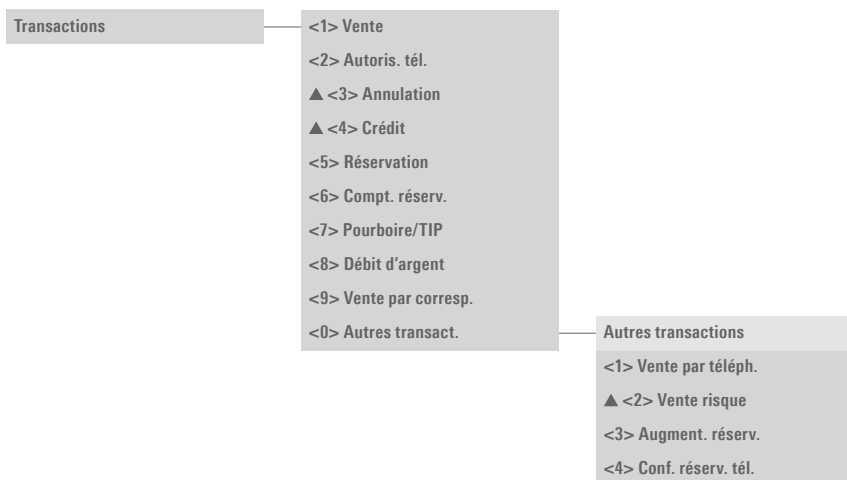 Transactions
<1> Vente
<2> Autoris. tél.
▲ <3> Annulation
▲ <4> Crédit
<5> Réservation
<6> Compt. réserv.
<7> Pourboire/TIP
<8> Débit d'argent
<9> Vente par corresp.
<0> Autres transact.
Autres transactions
<1> Vente par téléph.
▲ <2> Vente risque
<3> Augment. réserv.
<4> Conf. réserv. tél.